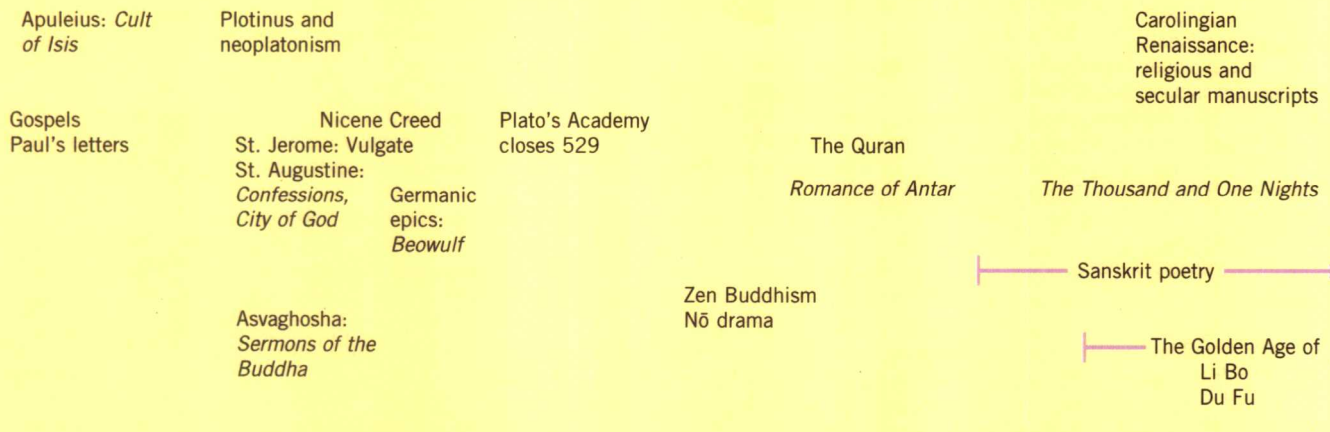 Apuleius: Cult
of Isis
Plotinus and
neoplatonism
Carolingian
Renaissance:
religious and
secular manuscripts
Gospels
Paul's letters
Nicene Creed
St. Jerome: Vulgate
St. Augustine:
Confessions,
City of God
Germanic
epics:
Beowulf
Plato's Academy
closes 529
The Quran
Romance of Antar
The Thousand and One Nights
Sanskrit poetry
Zen Buddhism
Nō drama
Asvaghosha:
Sermons of the
Buddha
The Golden Age of
Li Bo
Du Fu